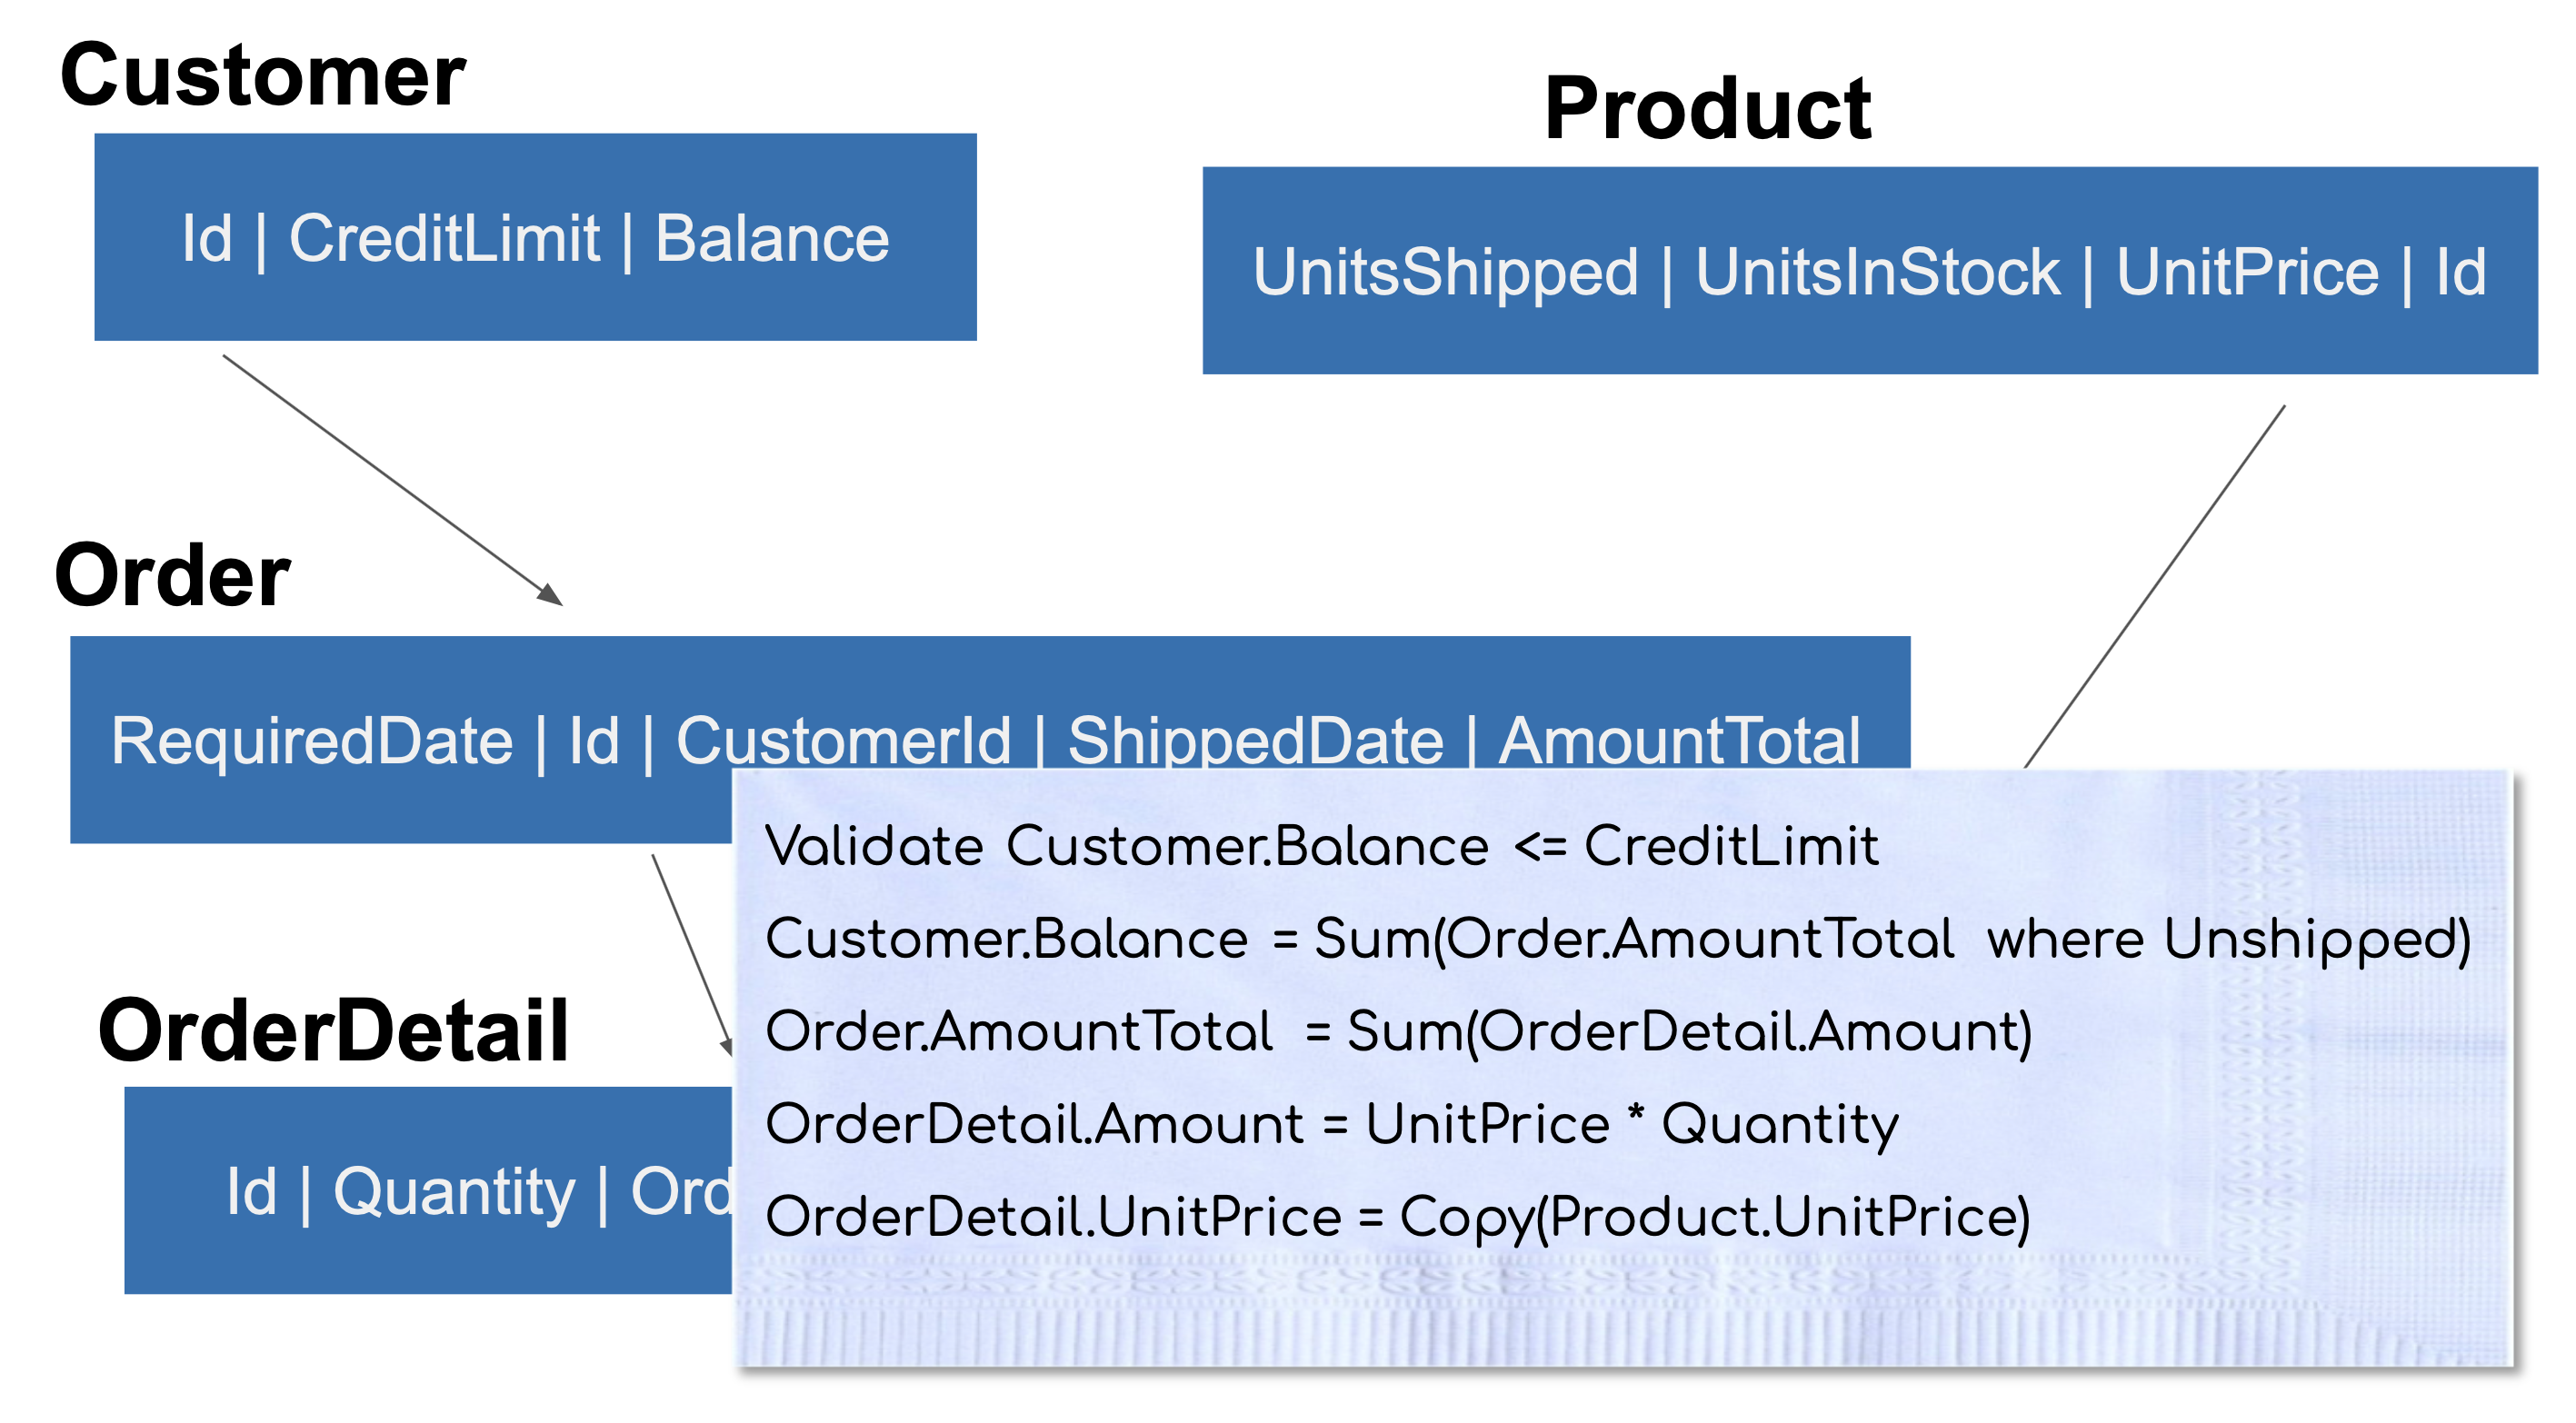 Customer
Id | CreditLimit | Balance
Product
UnitsShipped | UnitsInStock | UnitPrice | Id
Order
RequiredDate | Id | CustomerId | ShippedDate | AmountTotal
OrderDetail
Id | Quantity | Ord
Validate Customer.Balance <= CreditLimit
Customer.Balance = Sum(Order.AmountTotal where Unshipped)
Order.AmountTotal = Sum(OrderDetail.Amount)
OrderDetail.Amount = UnitPrice * Quantity
OrderDetail.UnitPrice = Copy(Product.UnitPrice)